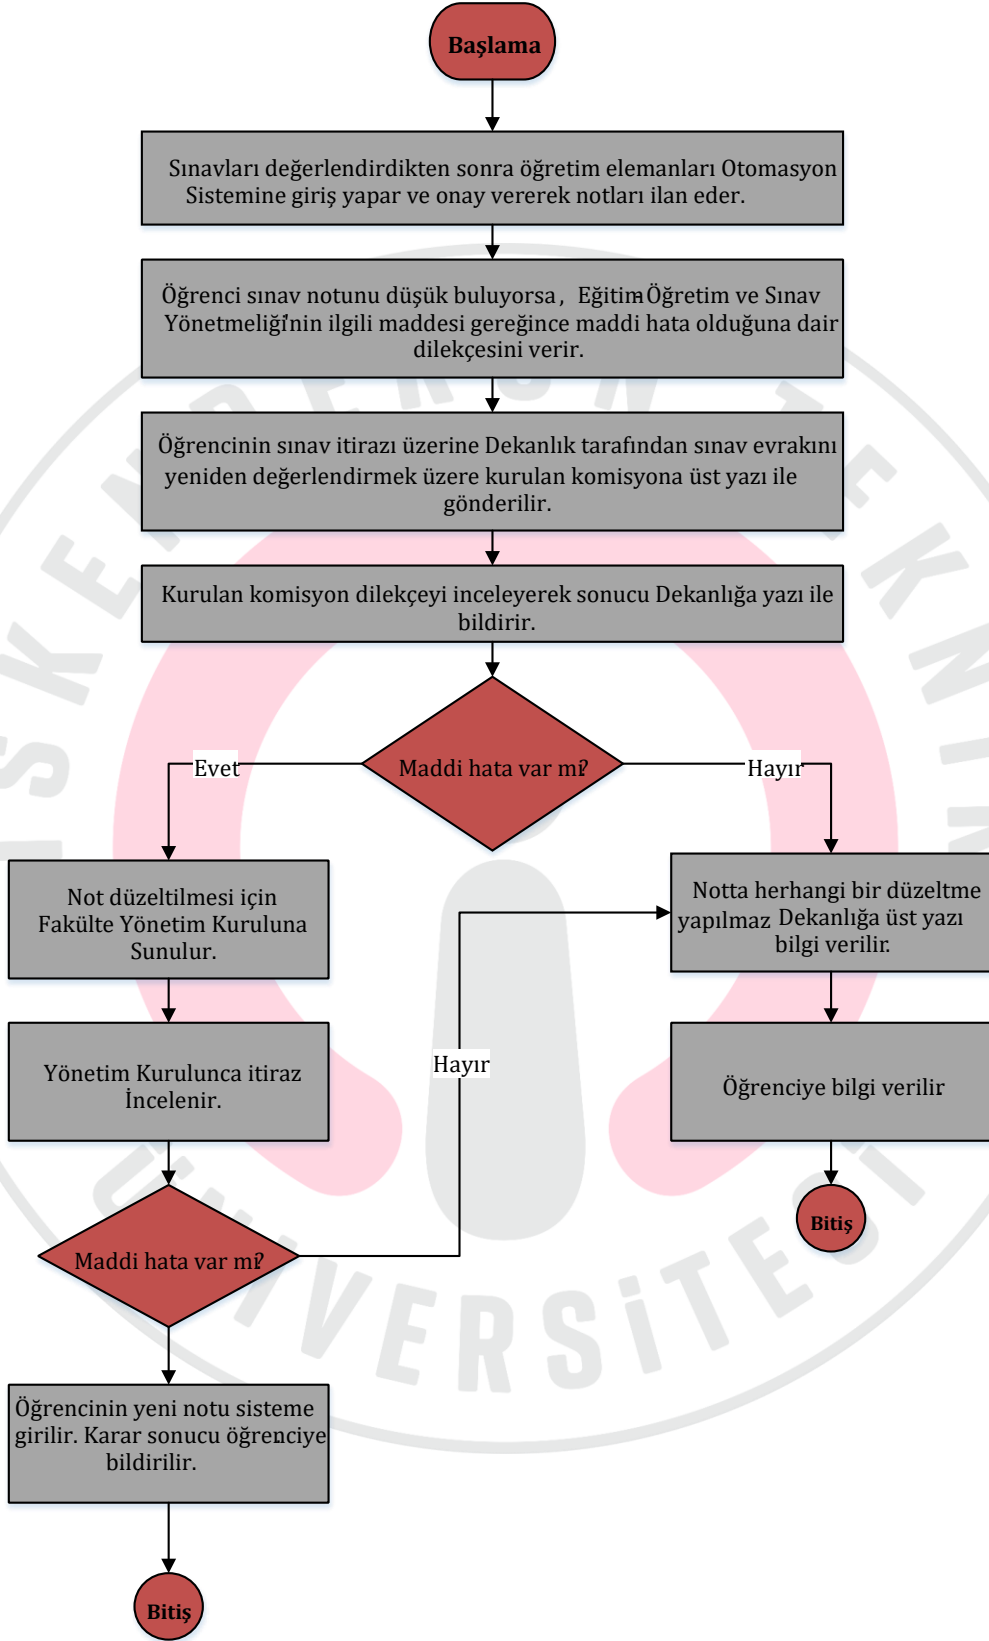 Başlama
Sınavları değerlendirdikten sonra öğretim elemanları Otomasyon
Sistemine giriş yapar ve onay vererek notları ilan eder.
Öğrenci sınav notunu düşük buluyorsa, Eğitim-Öğretim ve Sınav
Yönetmeliği'nin ilgili maddesi gereğince maddi hata olduğuna dair
dilekçesini verir.
Öğrencinin sınav itirazı üzerine Dekanlık tarafından sınav evrakını
yeniden değerlendirmek üzere kurulan komisyona üst yazı ile
gönderilir.
Kurulan komisyon dilekçeyi inceleyerek sonucu Dekanlığa yazı ile
bildirir.
Maddi hata var mı?
Evet
Hayır
Not düzeltilmesi için
Fakülte Yönetim Kuruluna
Sunulur.
Notta herhangi bir düzeltme
yapılmaz Dekanlığa üst yazı
bilgi verilir.
Yönetim Kurulunca itiraz
İncelenir.
Hayır
Öğrenciye bilgi verilir.
Maddi hata var mı?
Bitiş
Öğrencinin yeni notu sisteme
girilir. Karar sonucu öğrenciye
bildirilir.
Bitiş
İSKENDERUN TEKNİK
ÜNİVERSİTESİ